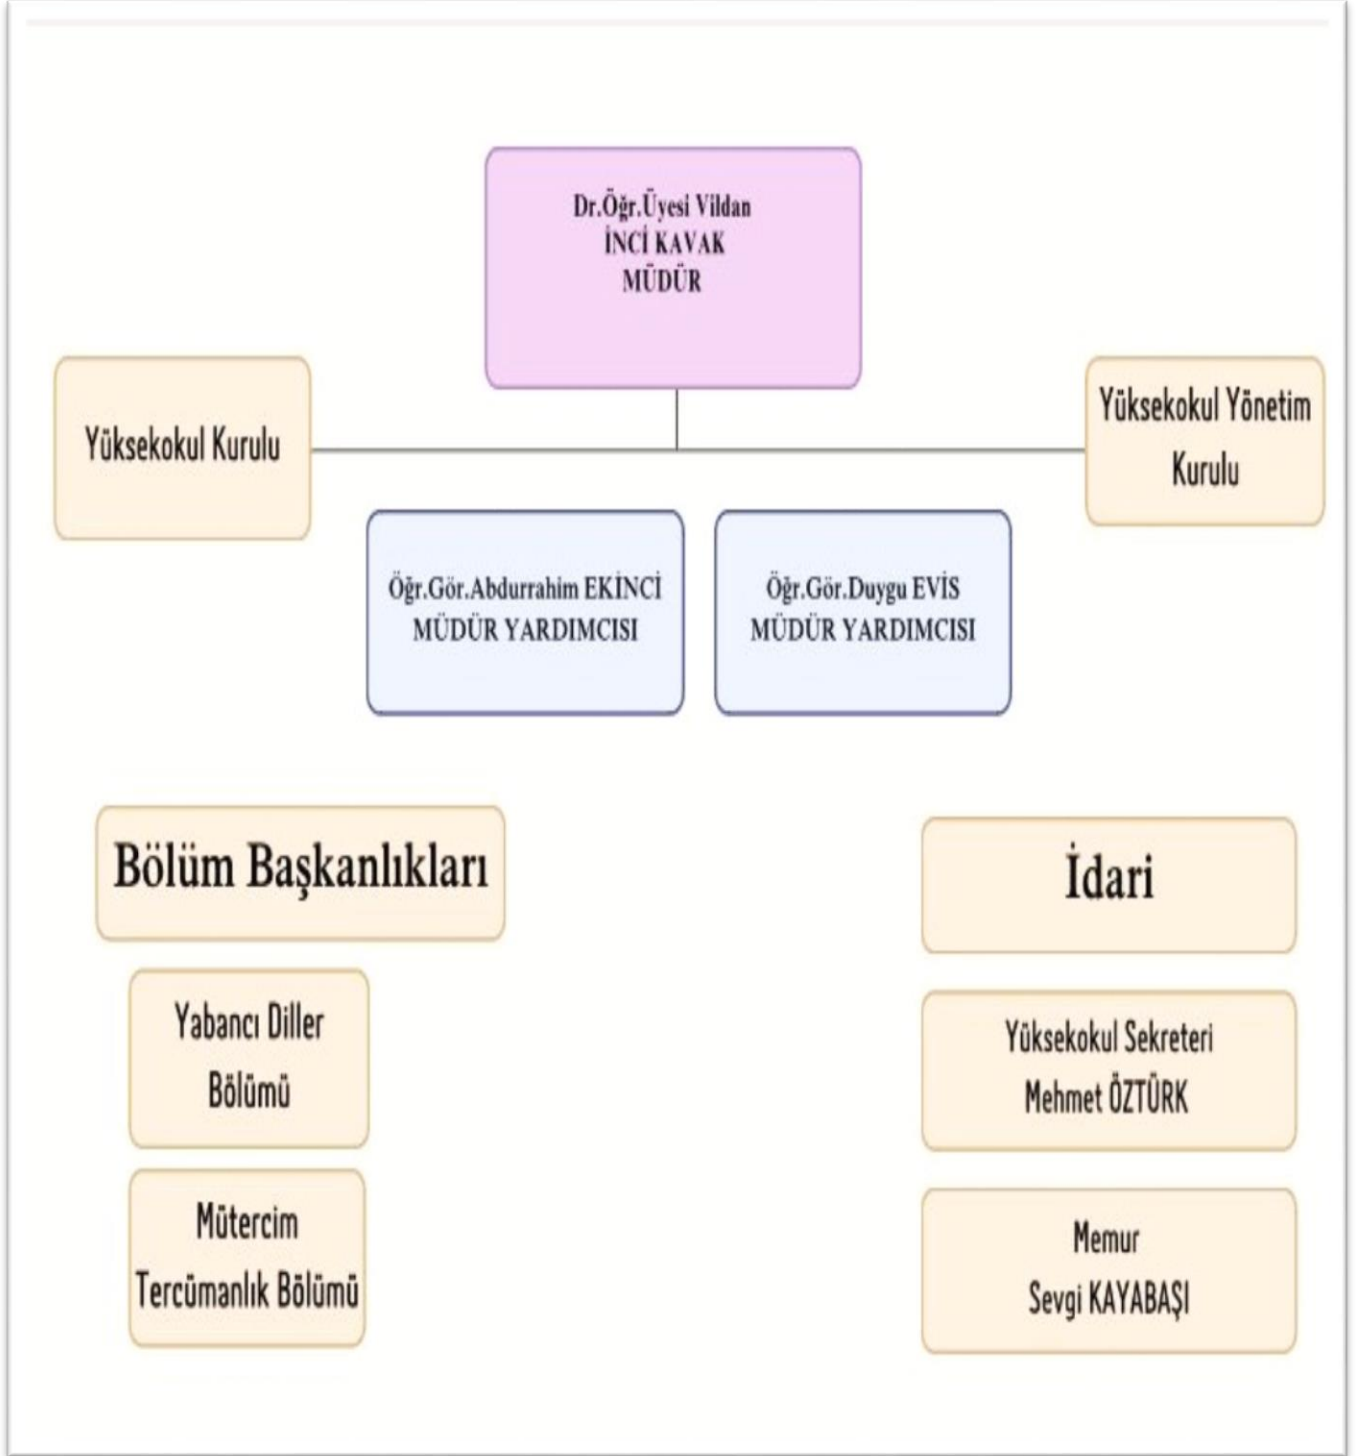 Dr.Öğr.Üyesi Vildan
İNCİ KAVAK
MÜDÜR
Yüksekokul Kurulu
Yüksekokul Yönetim
Kurulu
Öğr.Gör.Abdurrahim EKİNCİ
MÜDÜR YARDIMCISI
Öğr.Gör.Duygu EVİS
MÜDÜR YARDIMCISI
Bölüm Başkanlıkları
Yabancı Diller
Bölümü
Mütercim
Tercümanlık Bölümü
İdari
Yüksekokul Sekreteri
Mehmet ÖZTÜRK
Memur
Sevgi KAYABAŞI